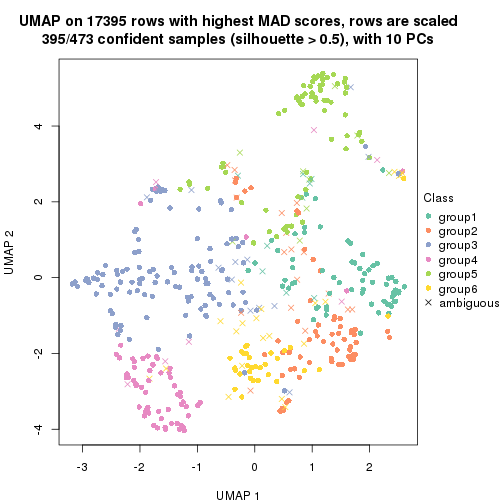 UMAP on 17395 rows with highest MAD scores, rows are scaled
395/473 confident samples (silhouette > 0.5), with 10 PCs
Class
group1
group2
group3
group4
group5
group6
ambiguous
UMAP 2
4
2
0
-2
-4
-3
-2
-1
0
1
2
UMAP 1